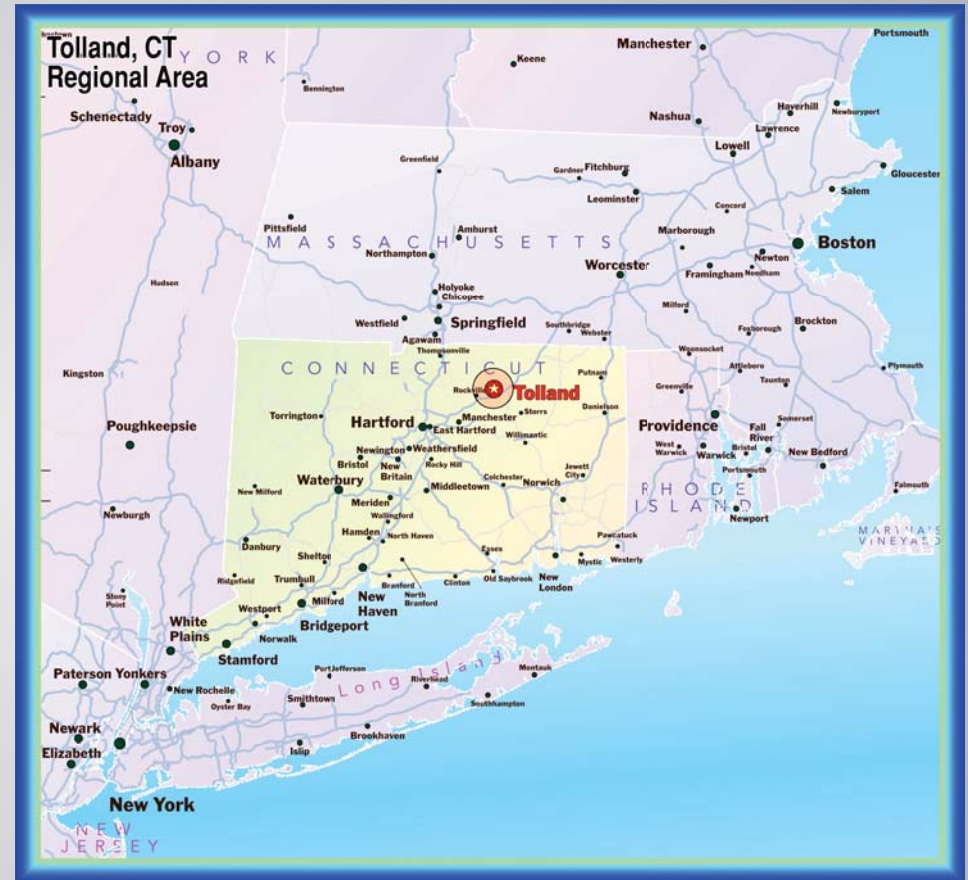 Tolland, CT
Regional Area
YORK
Schenectady
Troy
Albany
Bennington
Keene
Manchester
Portsmouth
Nashua
Haverhill
Newburyport
Lawrence
Lowell
Gloucester
Salem
Greenfield
Gardner
Fitchburg
Leominster
Concord
Pittsfield
Amhurst
MASSACHUSETTS
Northampton
Marborough
Boston
Newton
Worcester
Framingham
Needham
Hudson
Holyoke
Chicopee
Milford
Westfield
Springfield
Southbridge
Webster
Foxborough
Brockton
Agawam
Thompsonville
Woonsocket
CONNECTICUT
Kingston
Putnam
Attleboro
Taunton
Plymouth
Rockville
Tolland
Greenville
Torrington
Hartford
Manchester
Storrs
Danielson
Poughkeepsie
East Hartford
Willimantic
Providence
Somerset
Fall
River
Newington
Weathersfield
West
Warwick
Warwick
Bristol
New Bedford
Bristol
New
Britain
Rocky Hill
Jewett
City
Portsmouth
Waterbury
Colchester
Norwich
New Milford
Middleetown
RHODE
ISLAND
Falmouth
Meriden
Newburgh
Wallingford
Newport
Hamden
North Haven
Pawcatuck
MARTHA'S
VINEYARD
Danbury
Shelton
Essex
Mystic
Westerly
Ridgefield
Trumbull
Branford
Clinton
Old Saybrook
New
London
Stony
Point
Milford
New
Haven
North
Branford
Westport
White
Plains
Bridgeport
Norwalk
Stamford
Paterson
Yonkers
PortJefferson
Long Island
Riverhead
Montauk
New Rochelle
Oyster Bay
Smithtown
Southhampton
Newark
Brookhaven
Elizabeth
Islip
New York
NEW
JERSEY